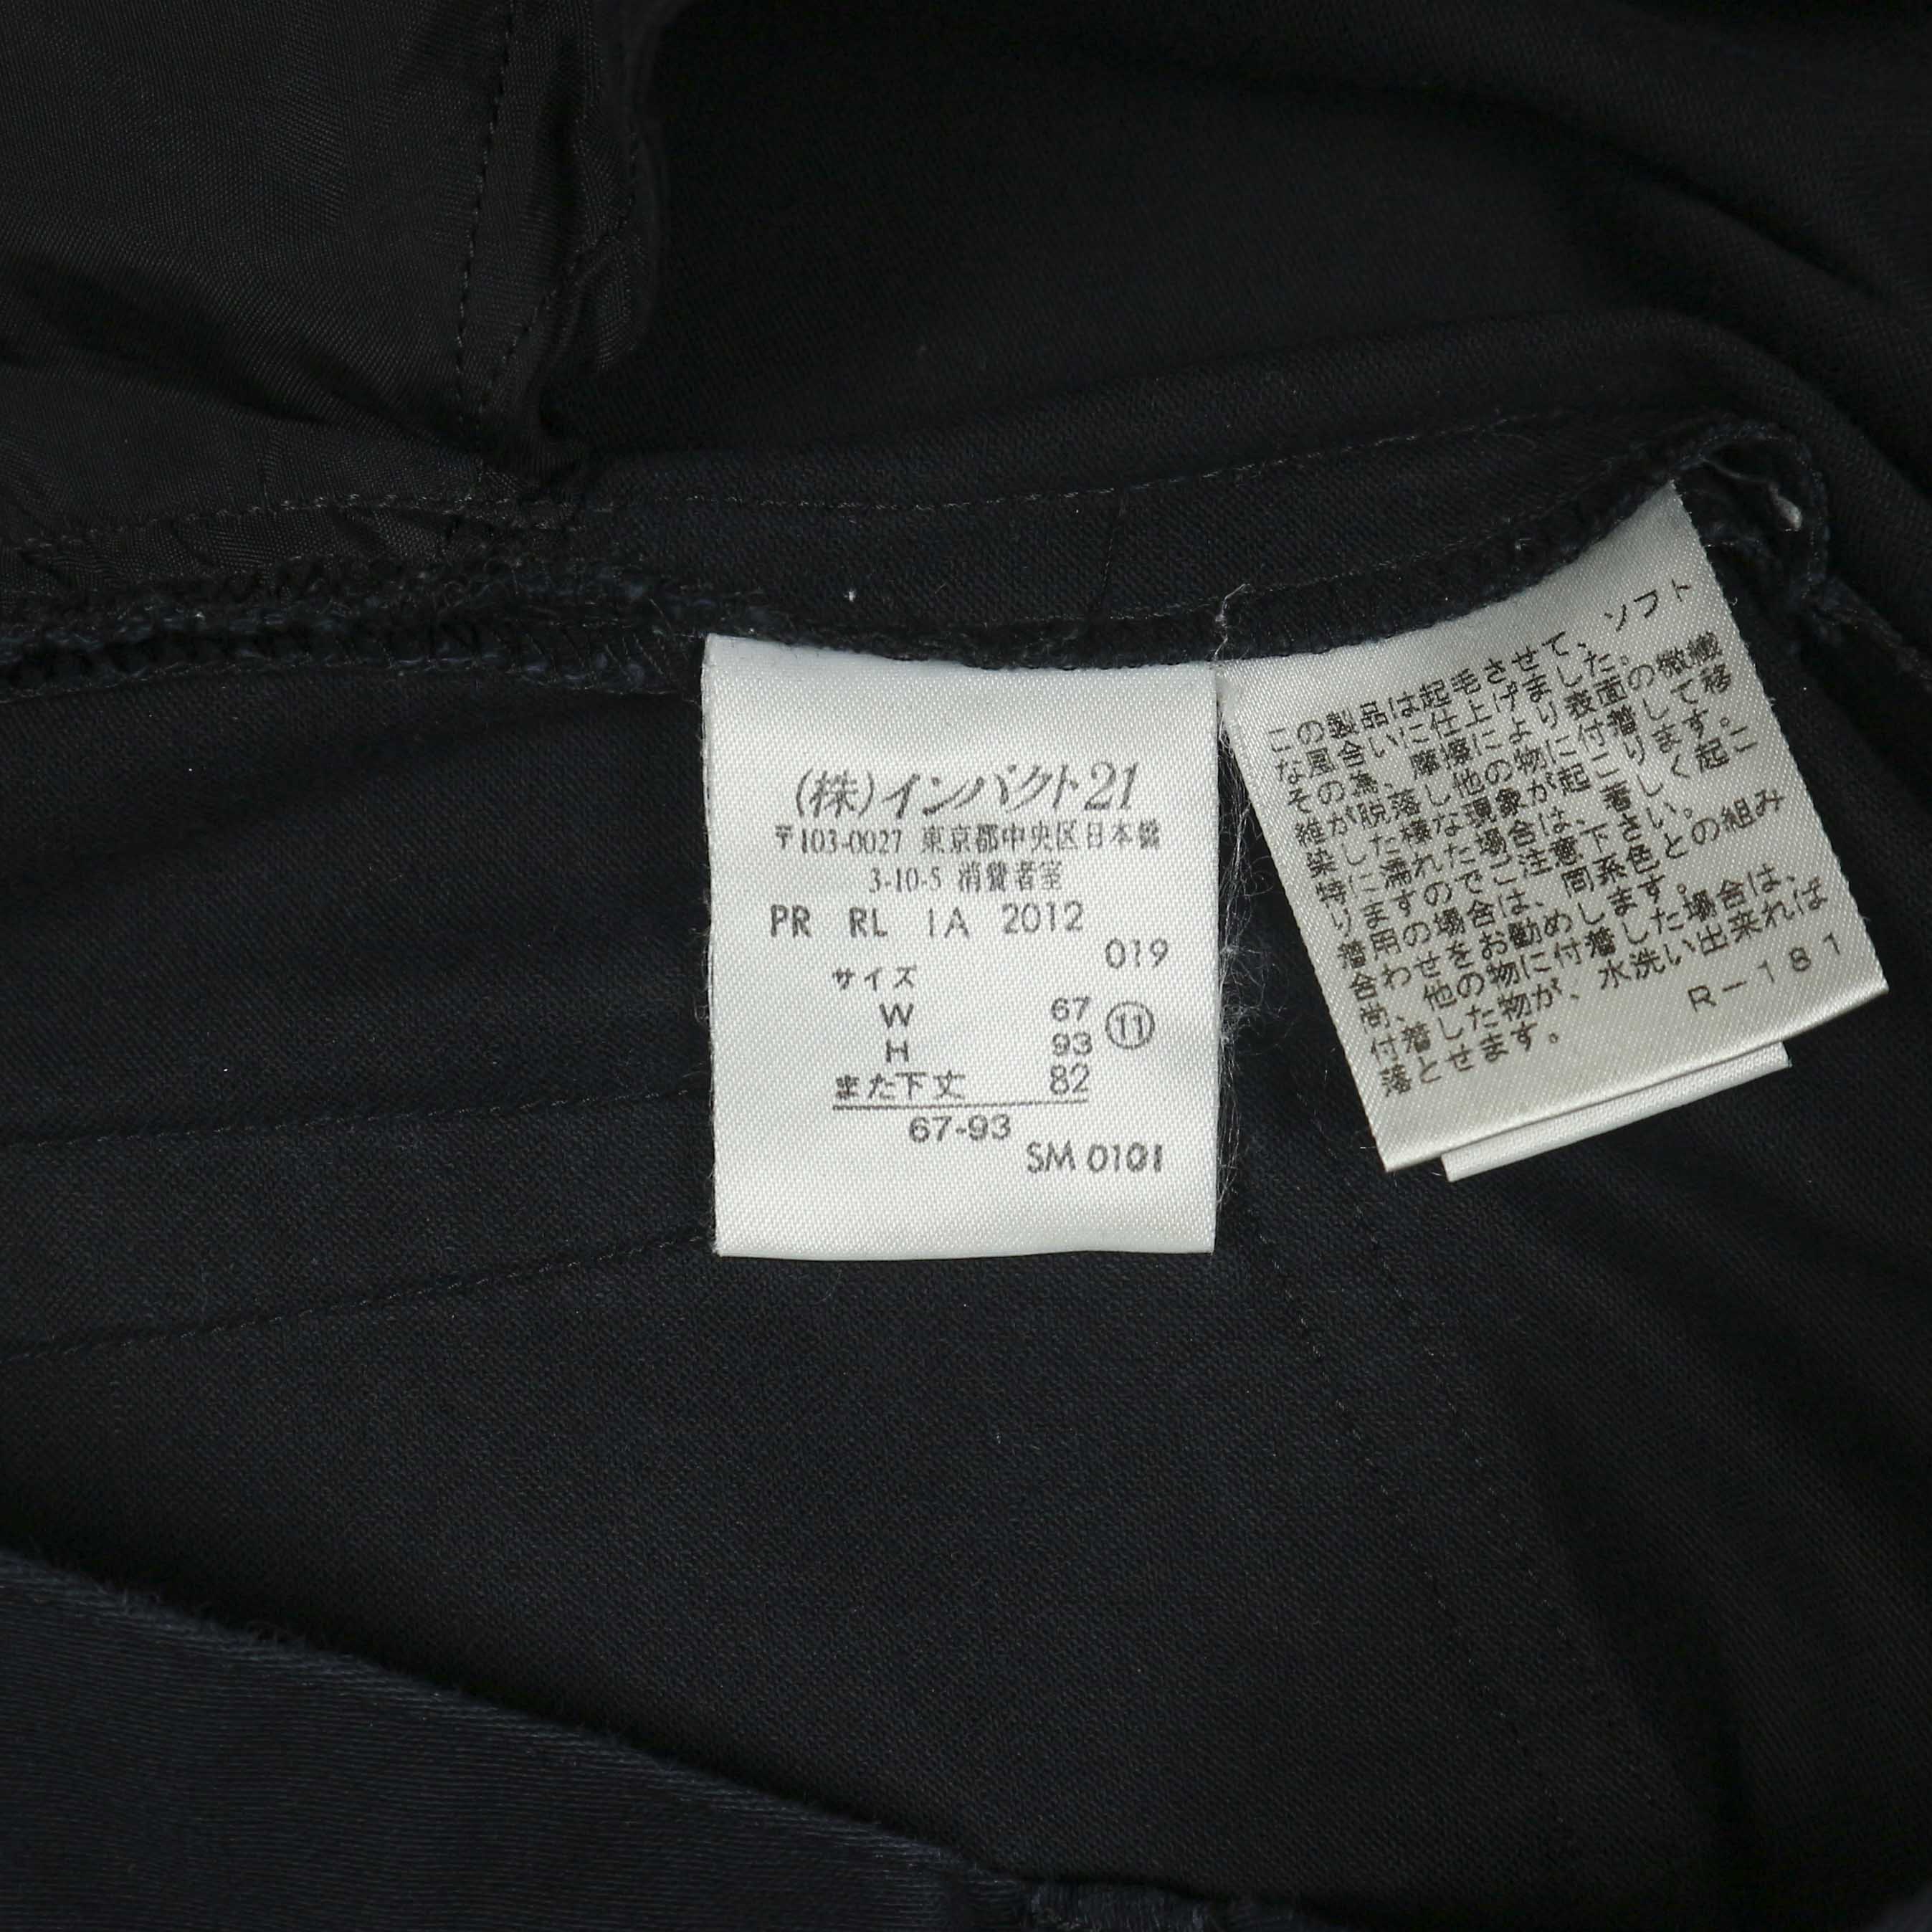 (株)インパクト21
〒103-0027 東京都中央区日本橋
3-10-5 消費者室
PR RL IA 2012
019
サイズ
W 67
H 93 ⑪
また下丈 82
67-93
SM 0101
この製品は起毛させて、ソフト
な風合いに仕上げました。
その為、摩擦により表面の微繊
維が脱落し他の物に付着して移
染した様な現象が起こります。
特に濡れた場合は、著しく起こ
りますのでご注意下さい。
着用の場合は、同系色との組み
合わせをお勧めします。
尚、他の物に付着した場合は、
付着した物が、水洗い出来れば
落とせます。
R-181